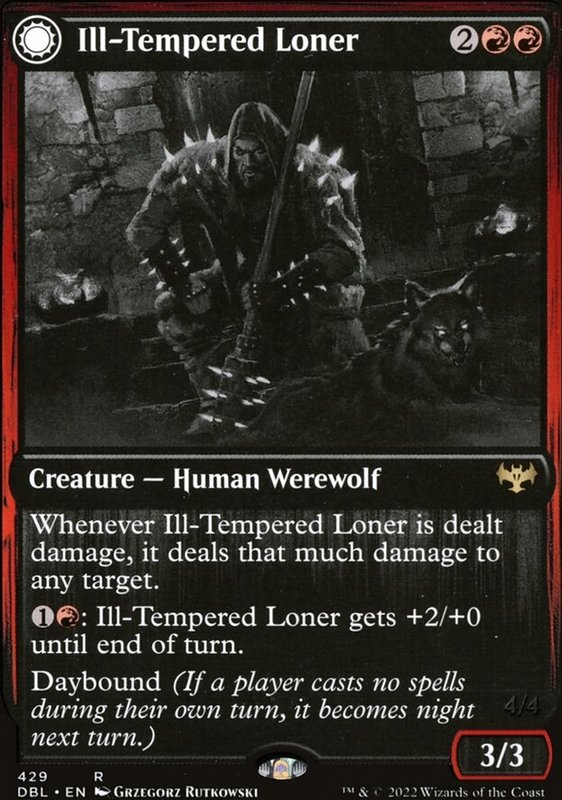 Ill-Tempered Loner 2
Creature — Human Werewolf
Whenever Ill-Tempered Loner is dealt
damage, it deals that much damage to
any target.
1 : Ill-Tempered Loner gets +2/+0
until end of turn.
Daybound (If a player casts no spells
during their own turn, it becomes night
next turn.)
4/4
3/3
429 R
DBL • EN Grzegorz Rutkowski
™ & © 2022 Wizards of the Coast